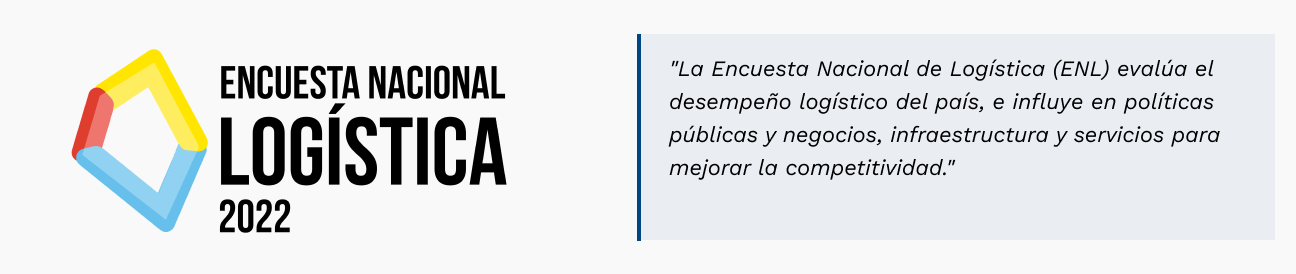 ENCUESTA NACIONAL
LOGÍSTICA
2022
"La Encuesta Nacional de Logística (ENL) evalúa el
desempeño logístico del país, e influye en políticas
públicas y negocios, infraestructura y servicios para
mejorar la competitividad."